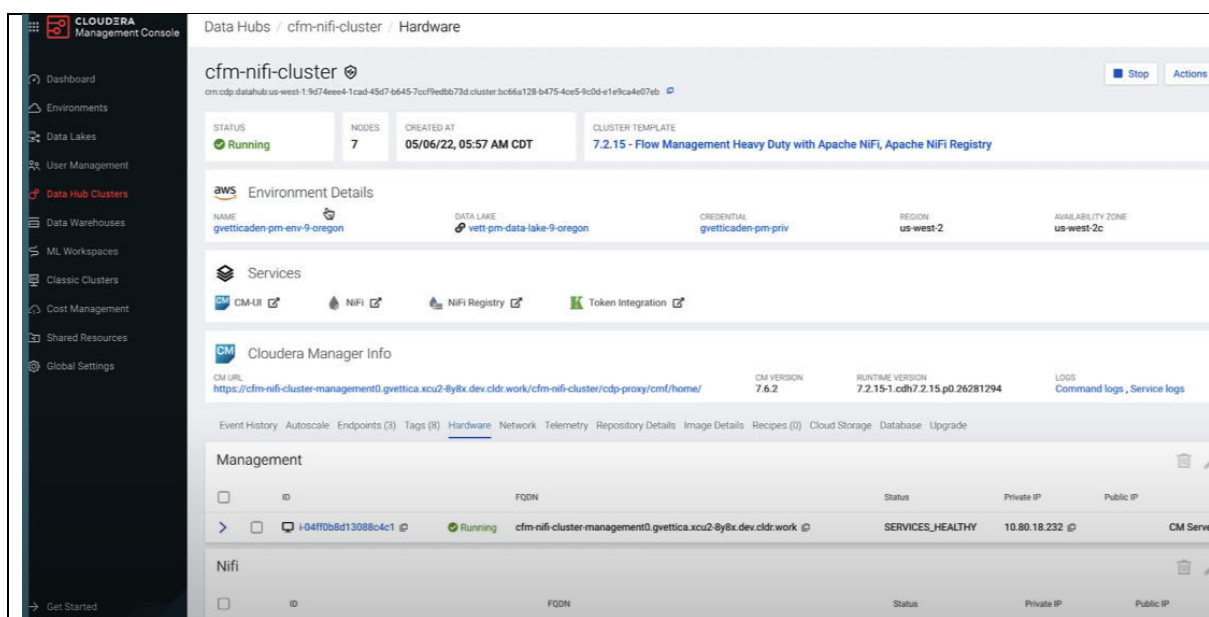 CLOUDERA
Management Console
Dashboard
Environments
Data Lakes
User Management
Data Hub Clusters
Data Warehouses
ML Workspaces
Classic Clusters
Cost Management
Shared Resources
Global Settings
Get Started
Data Hubs / cfm-nifi-cluster / Hardware
cfm-nifi-cluster
crn:cdp:datahub:us-west-1:9d74eee4-1cad-45d7-b645-7ccf9edbb73d:cluster:bc66a128-b475-4ce5-9c0d-e1e9ca4e07eb
Stop Actions
STATUS NODES CREATED AT CLUSTER TEMPLATE
Running 7 05/06/22, 05:57 AM CDT 7.2.15 - Flow Management Heavy Duty with Apache NiFi, Apache NiFi Registry
aws Environment Details
NAME DATA LAKE CREDENTIAL REGION AVAILABILITY ZONE
gvetticaden-pm-env-9-oregon vett-pm-data-lake-9-oregon gvetticaden-pm-priv us-west-2 us-west-2c
Services
CM CM-UI NiFi NiFi Registry Token Integration
CM Cloudera Manager Info
CM URL CM VERSION RUNTIME VERSION LOGS
https://cfm-nifi-cluster-management0.gvettica.xcu2-8y8x.dev.cldr.work/cfm-nifi-cluster/cdp-proxy/cmf/home/ 7.6.2 7.2.15-1.cdh7.2.15.p0.26281294 Command logs , Service logs
Event History Autoscale Endpoints (3) Tags (8) Hardware Network Telemetry Repository Details Image Details Recipes (0) Cloud Storage Database Upgrade
Management
ID FQDN Status Private IP Public IP
i-04ff0b8d13088c4c1 Running cfm-nifi-cluster-management0.gvettica.xcu2-8y8x.dev.cldr.work SERVICES_HEALTHY 10.80.18.232 CM Serve
Nifi
ID FQDN Status Private IP Public IP